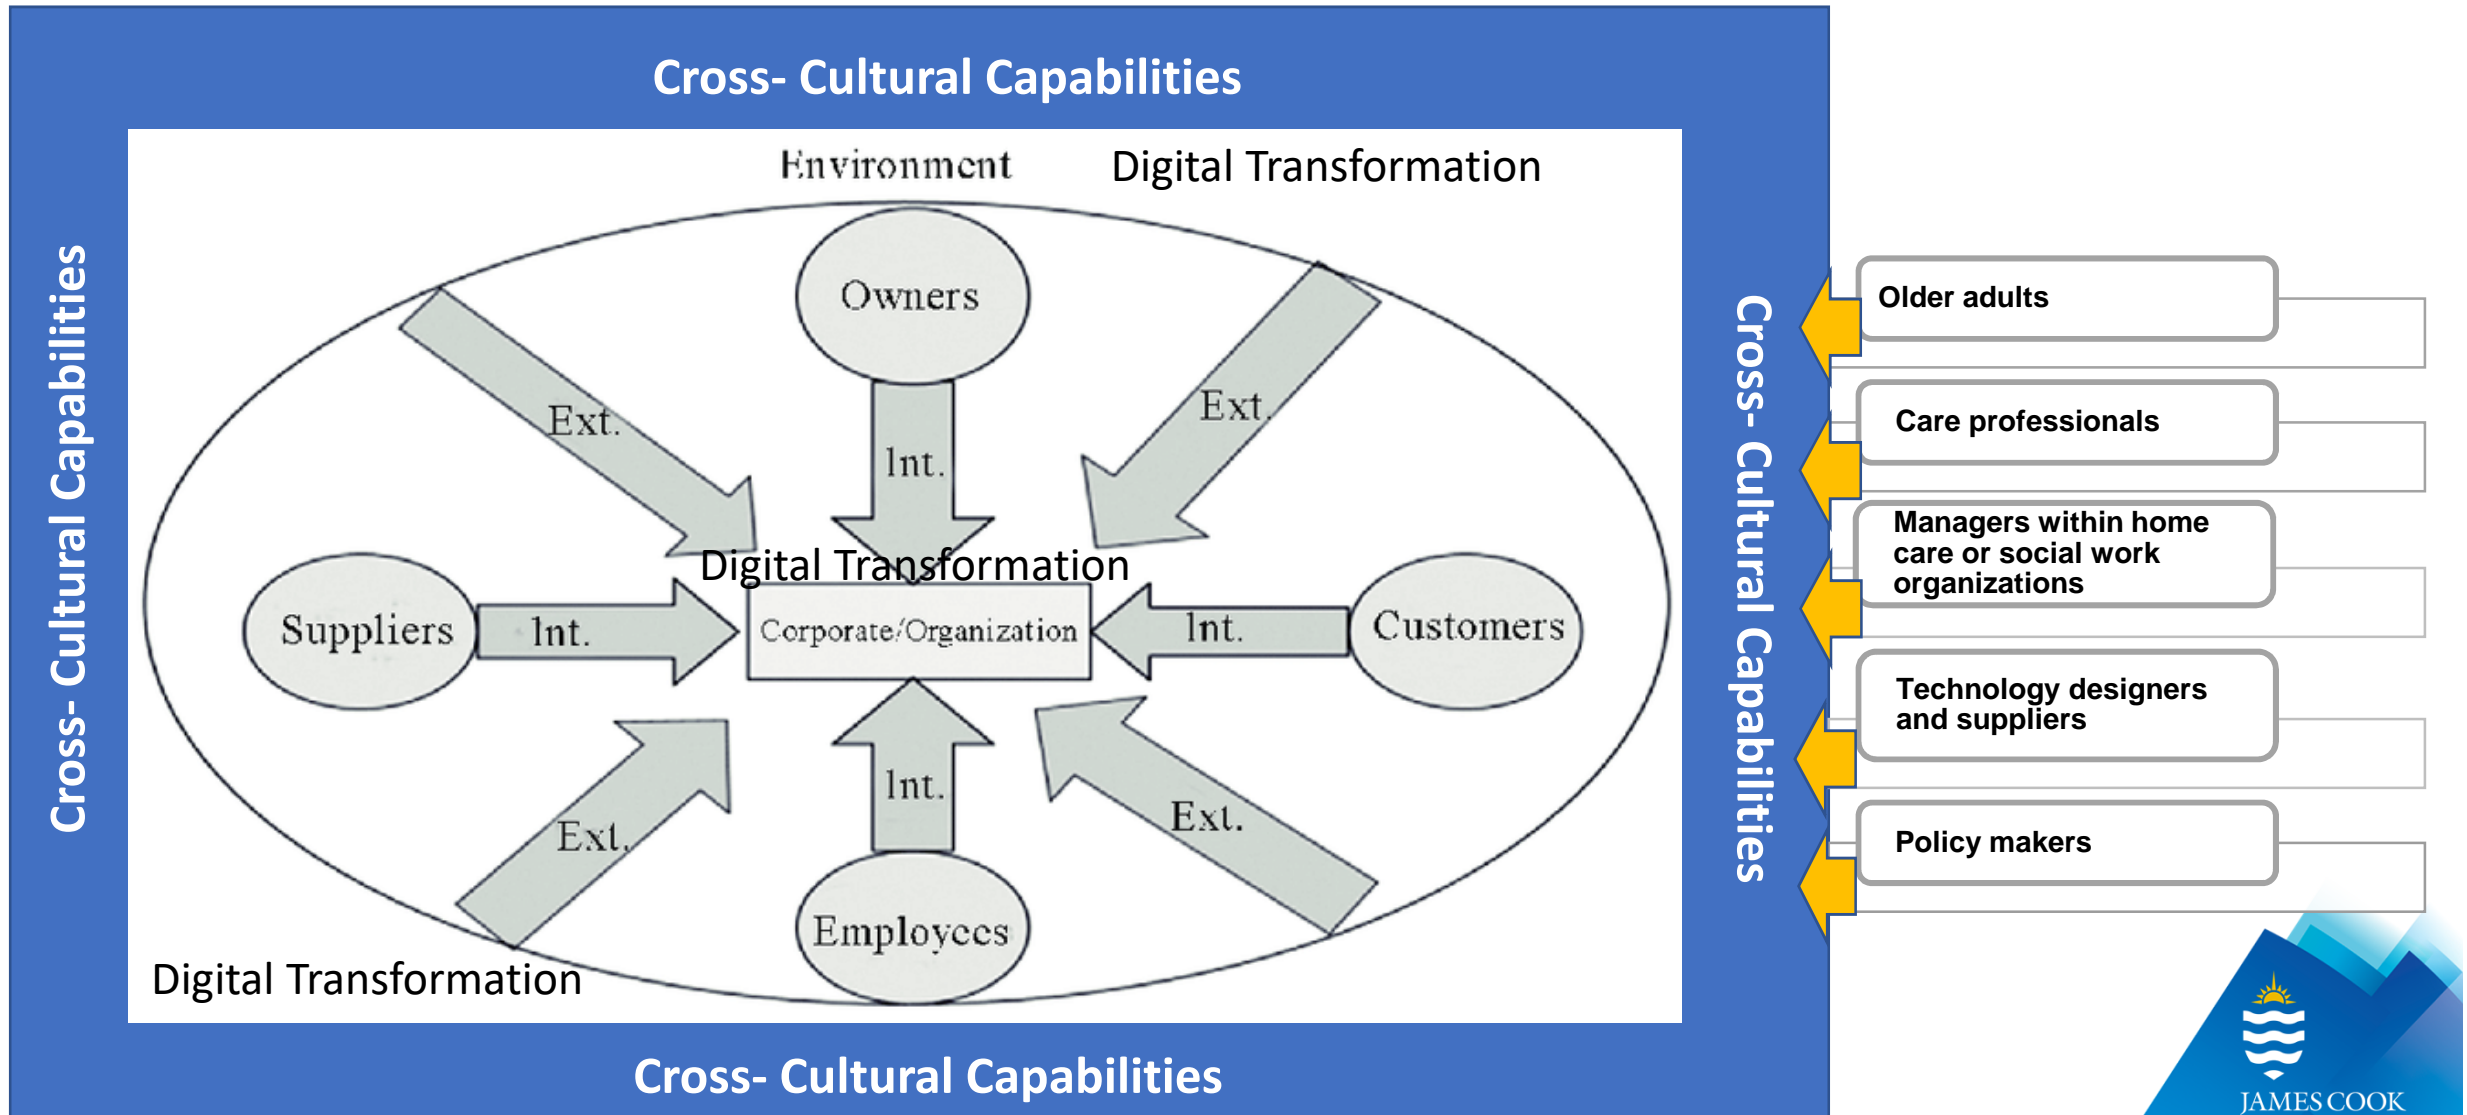 Cross- Cultural Capabilities
Environment
Digital Transformation
Owners
Ext.
Ext.
Int.
Digital Transformation
Suppliers
Int.
Corporate/Organization
Int.
Customers
Int.
Ext.
Ext.
Employees
Digital Transformation
Cross- Cultural Capabilities
Cross- Cultural Capabilities
Cross- Cultural Capabilities
Older adults
Care professionals
Managers within home
care or social work
organizations
Technology designers
and suppliers
Policy makers
JAMES COOK